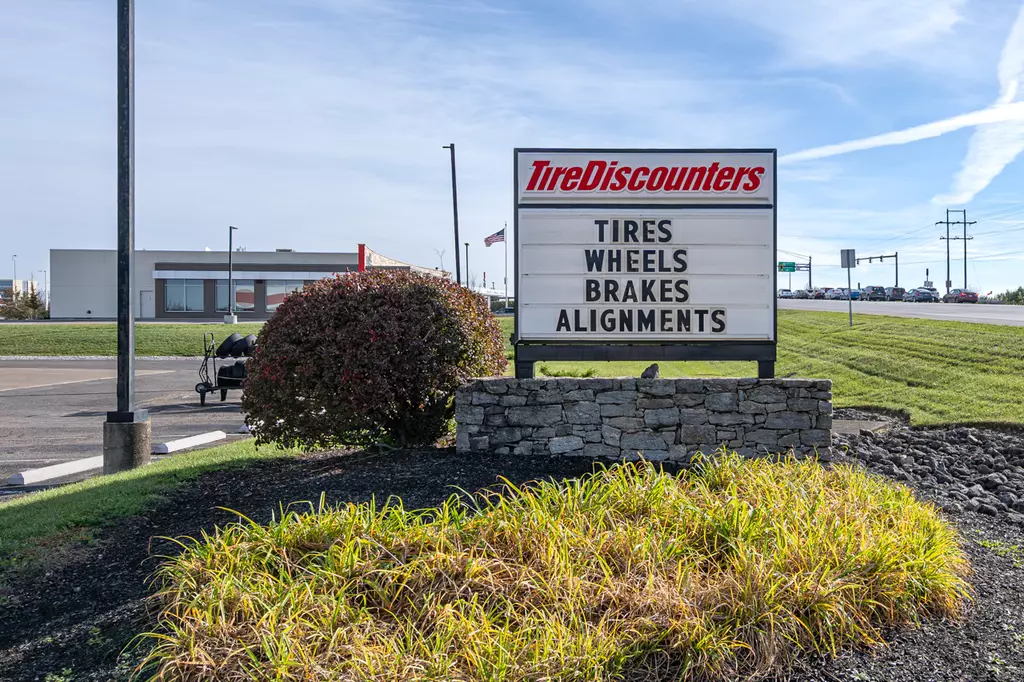 TireDiscounters
TIRES
WHEELS
BRAKES
ALIGNMENTS